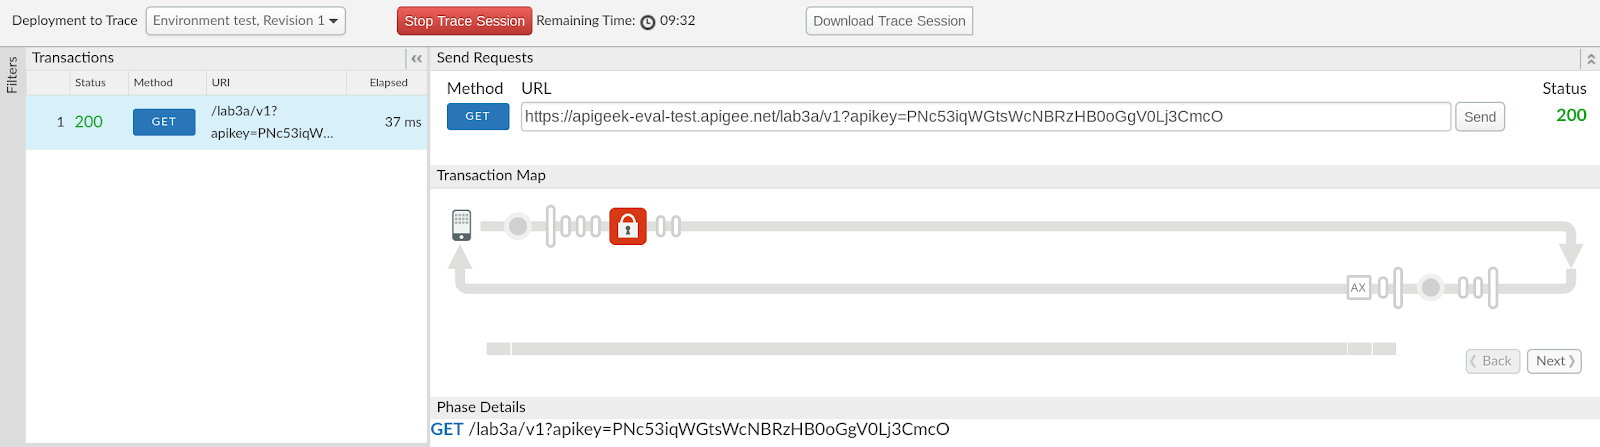 Deployment to Trace
Environment test, Revision 1
Stop Trace Session
Remaining Time: 09:32
Download Trace Session
Filters
Transactions
Status Method URI Elapsed
1 200 GET /lab3a/v1? 37 ms
apikey=PNc53iqW...
Send Requests
Method URL Status
GET https://apigeek-eval-test.apigee.net/lab3a/v1?apikey=PNc53iqWGtsWcNBRzHB0oGgV0Lj3CmcO Send 200
Transaction Map
AX
Back Next
Phase Details
GET /lab3a/v1?apikey=PNc53iqWGtsWcNBRzHB0oGgV0Lj3CmcO